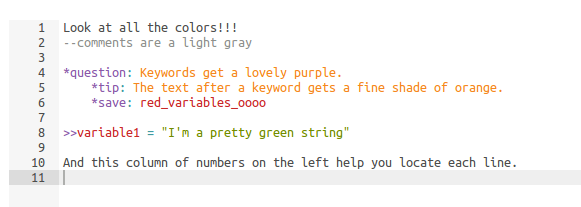 1 Look at all the colors!!!
2 --comments are a light gray
3
4 *question: Keywords get a lovely purple.
5 *tip: The text after a keyword gets a fine shade of orange.
6 *save: red_variables_oooo
7
8 >>variable1 = "I'm a pretty green string"
9
10 And this column of numbers on the left help you locate each line.
11